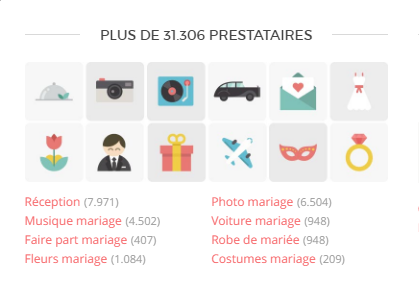 PLUS DE 31.306 PRESTATAIRES
Réception (7.971)
Photo mariage (6.504)
Musique mariage (4.502)
Voiture mariage (948)
Faire part mariage (407)
Robe de mariée (948)
Fleurs mariage (1.084)
Costumes mariage (209)